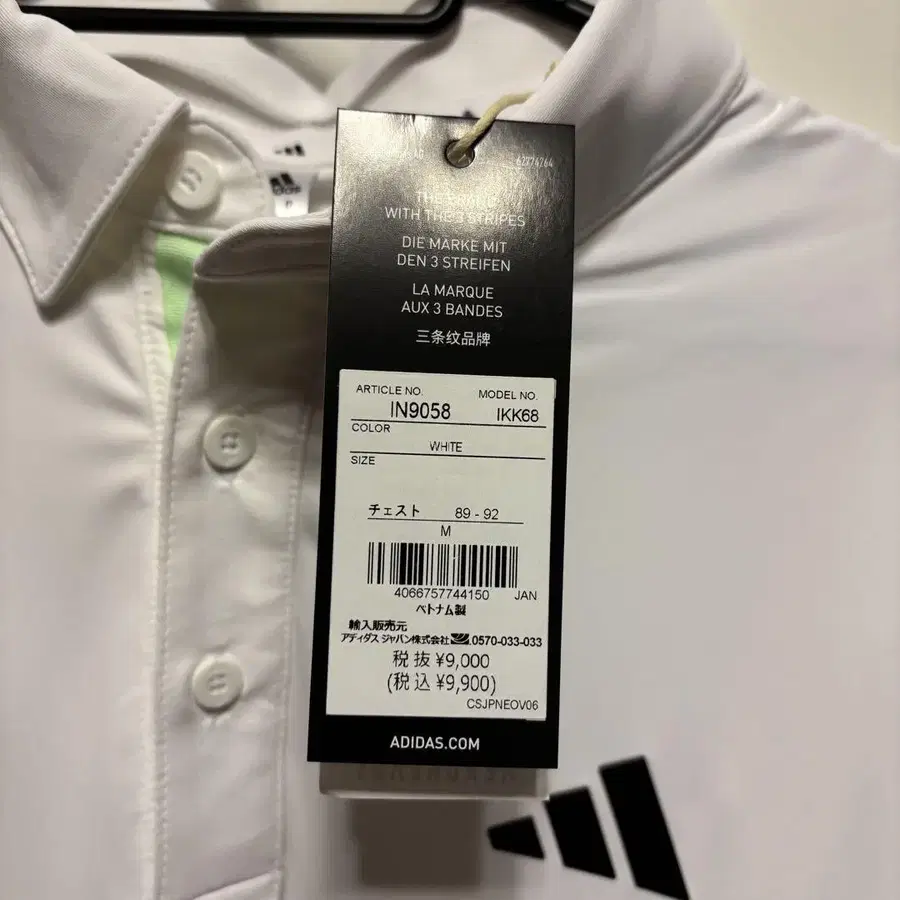 62774764
THE BRAND
WITH THE 3 STRIPES
DIE MARKE MIT
DEN 3 STREIFEN
LA MARQUE
AUX 3 BANDES
三条纹品牌
ARTICLE NO. MODEL NO.
IN9058 IKK68
COLOR
WHITE
SIZE
チェスト 89 - 92
M
4066757744150 JAN
ベトナム製
輸入販売元
アディダス ジャパン株式会社 0570-033-033
税抜 ¥9,000
(税込 ¥9,900)
CSJPNEOV06
ADIDAS.COM